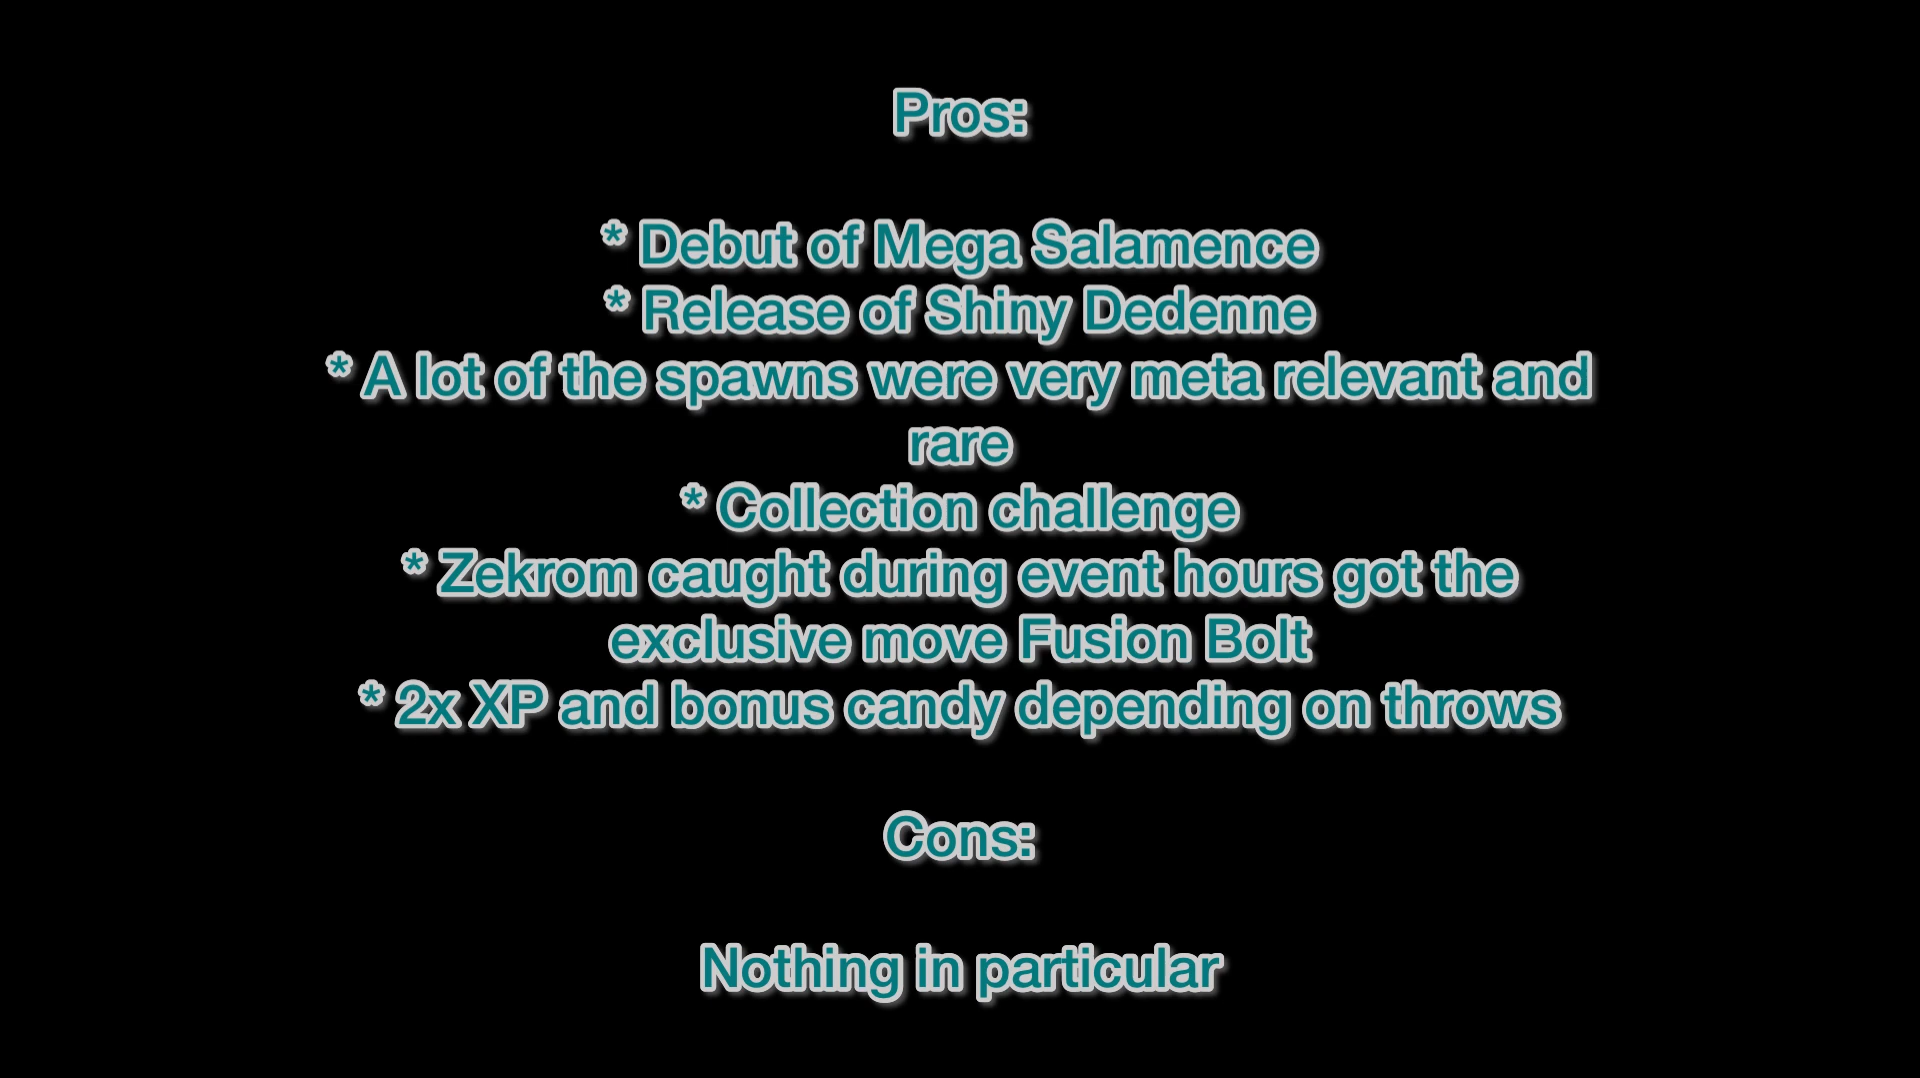 Pros:
* Debut of Mega Salamence
* Release of Shiny Dedenne
* A lot of the spawns were very meta relevant and
rare
* Collection challenge
* Zekrom caught during event hours got the
exclusive move Fusion Bolt
* 2x XP and bonus candy depending on throws
Cons:
Nothing in particular